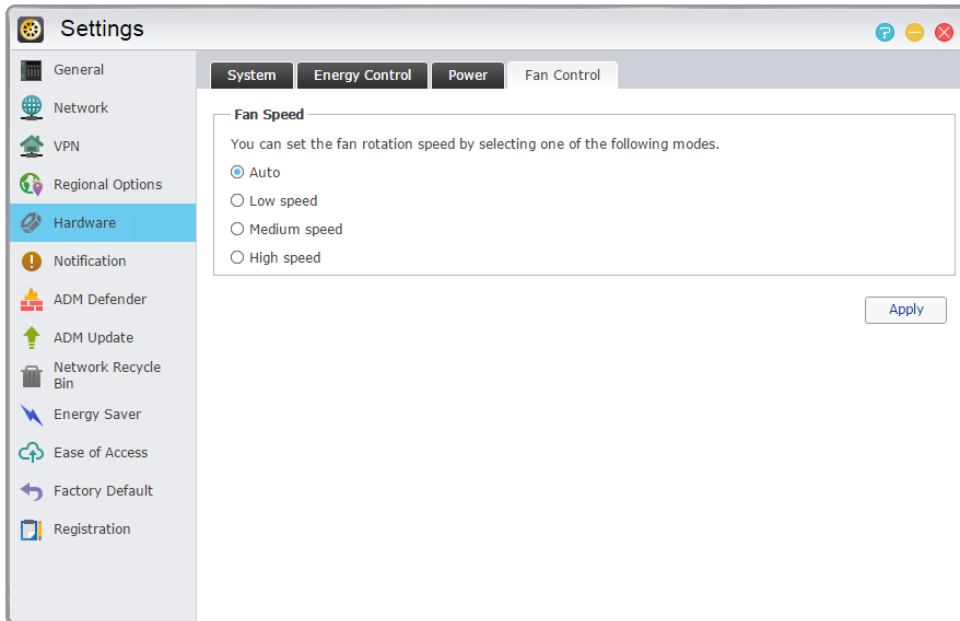 Settings
General
Network
VPN
Regional Options
Hardware
Notification
ADM Defender
ADM Update
Network Recycle
Bin
Energy Saver
Ease of Access
Factory Default
Registration
System Energy Control Power Fan Control
Fan Speed
You can set the fan rotation speed by selecting one of the following modes.
Auto
Low speed
Medium speed
High speed
Apply